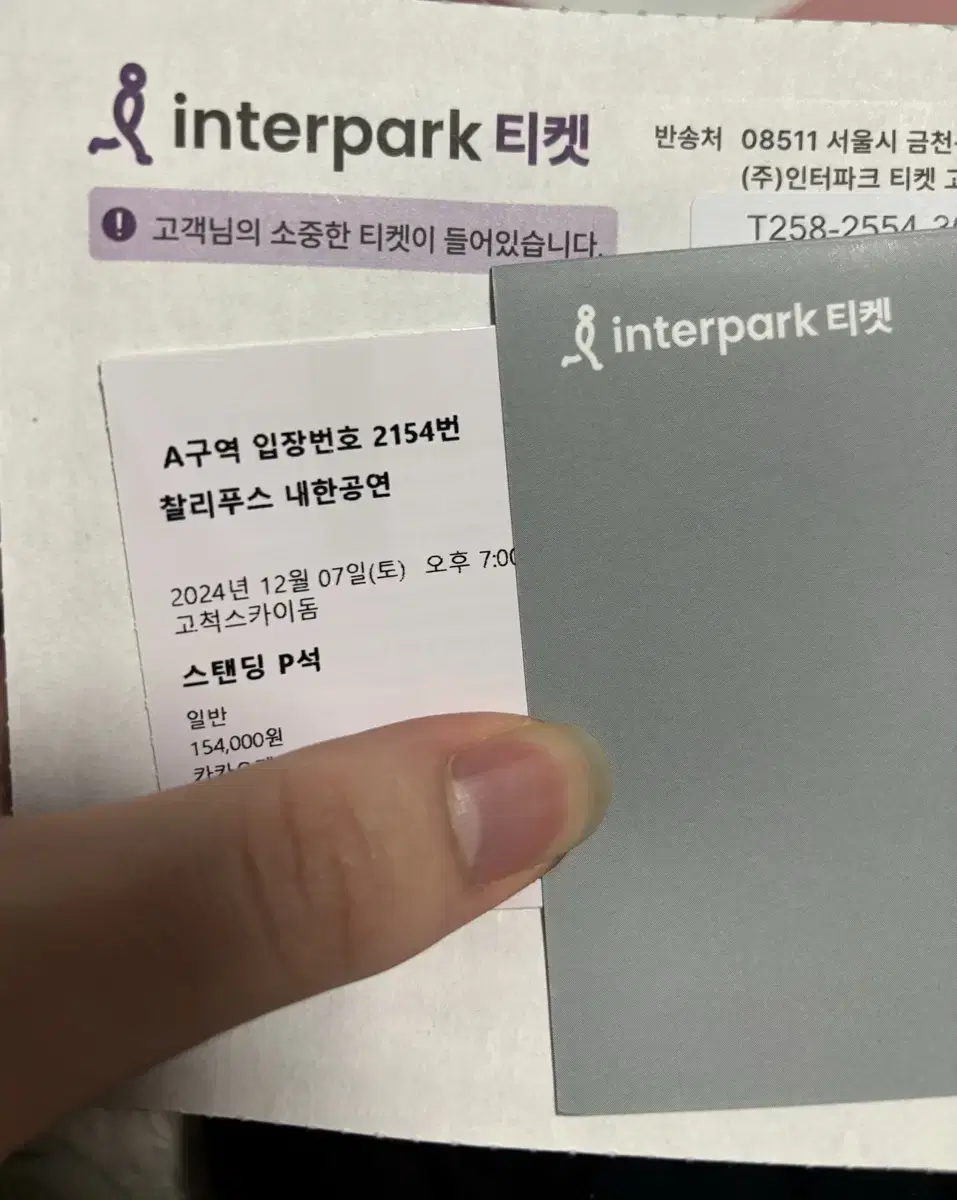 interpark 티켓
반송처 08511 서울시 금천
(주)인터파크 티켓 고
고객님의 소중한 티켓이 들어있습니다.
T258-2554
interpark 티켓
A구역 입장번호 2154번
찰리푸스 내한공연
2024년 12월 07일(토) 오후 7:00
고척스카이돔
스탠딩 P석
일반
154,000원